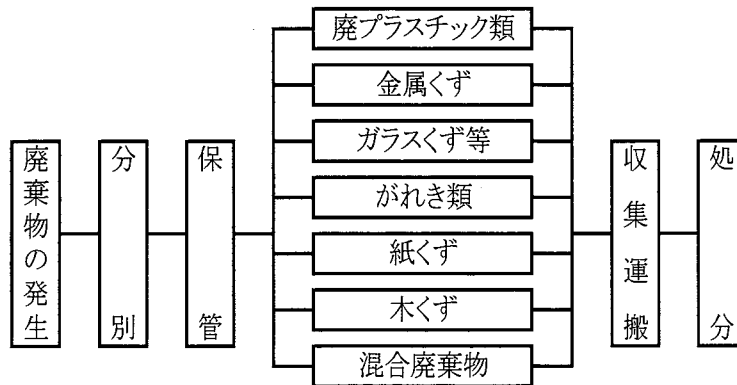 廃棄物の発生
分別
保管
廃プラスチック類
金属くず
ガラスくず等
がれき類
紙くず
木くず
混合廃棄物
収集運搬
処分